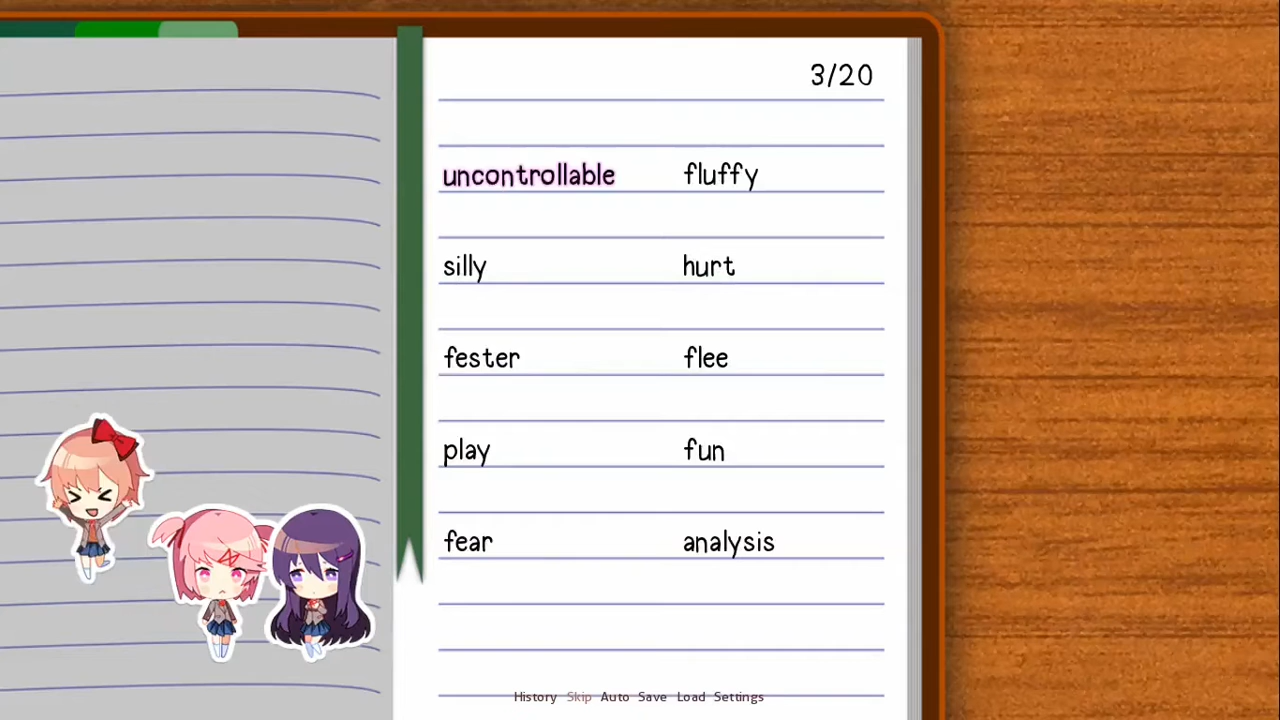 3/20
uncontrollable fluffy
silly hurt
fester flee
play fun
fear analysis
History Skip Auto Save Load Settings